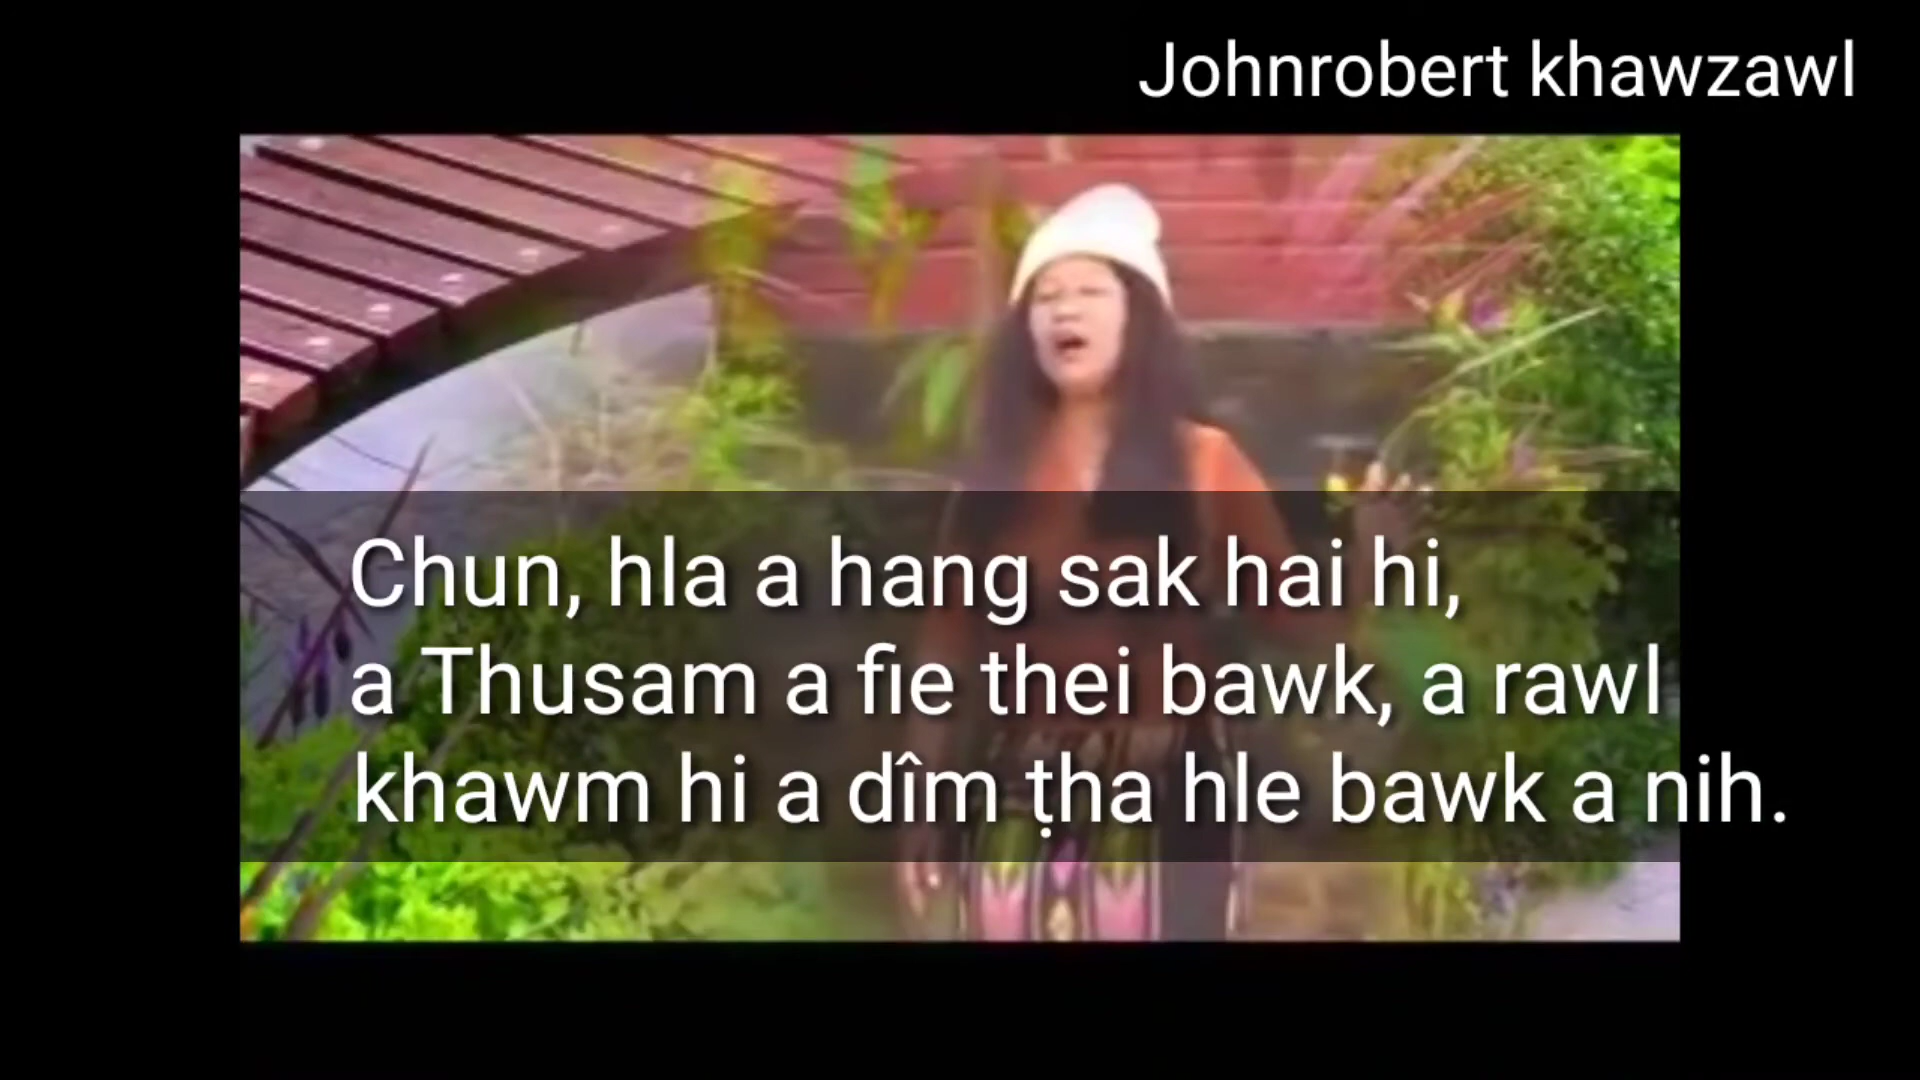 Johnrobert khawzawl
Chun, hla a hang sak hai hi,
a Thusam a fie thei bawk, a rawl
khawm hi a dîm ṭha hle bawk a nih.